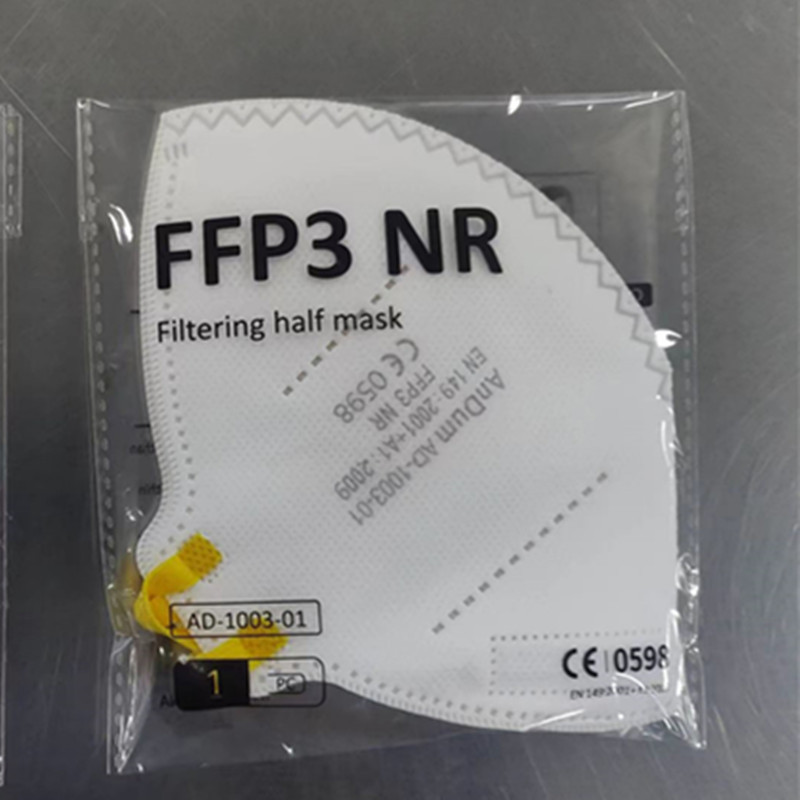 FFP3 NR
Filtering half mask
AnDum AD-1003-01
EN 149 : 2001+A1 : 2009
FFP3 NR
CE 0598
AD-1003-01
1 PC
CE 0598